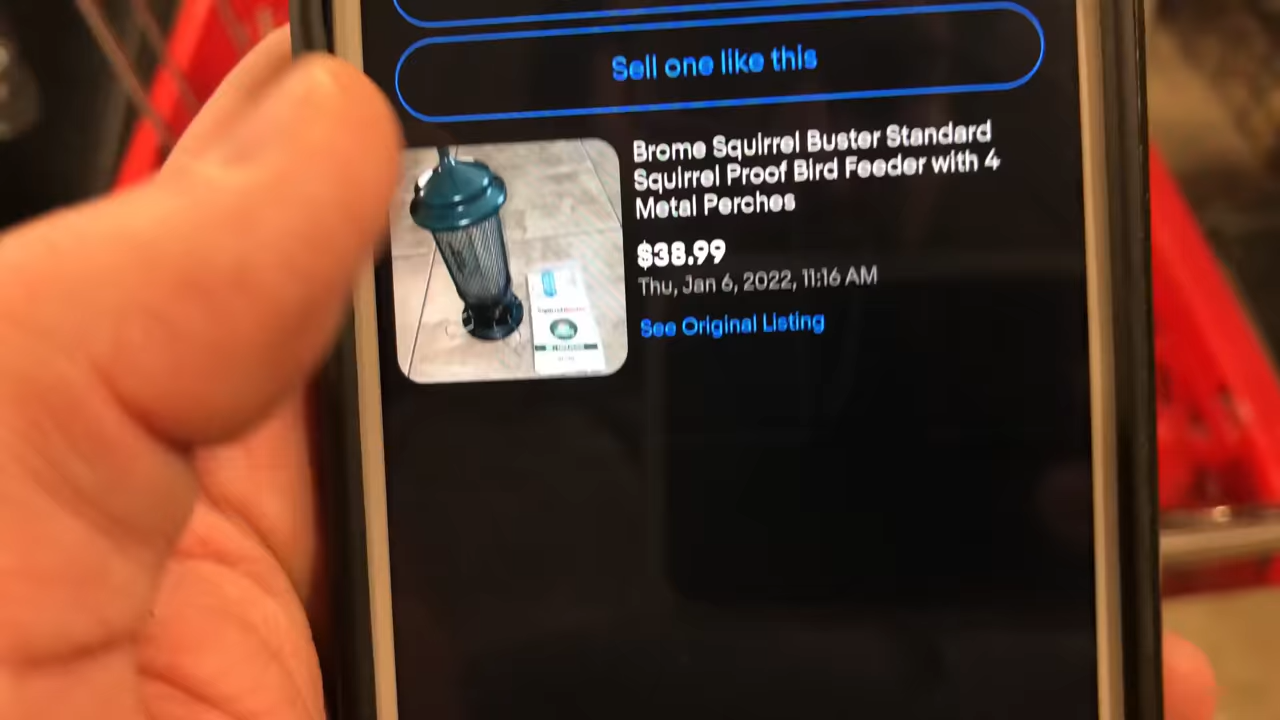 Sell one like this
Brome Squirrel Buster Standard
Squirrel Proof Bird Feeder with 4
Metal Perches
$38.99
Thu, Jan 6, 2022, 11:16 AM
See Original Listing